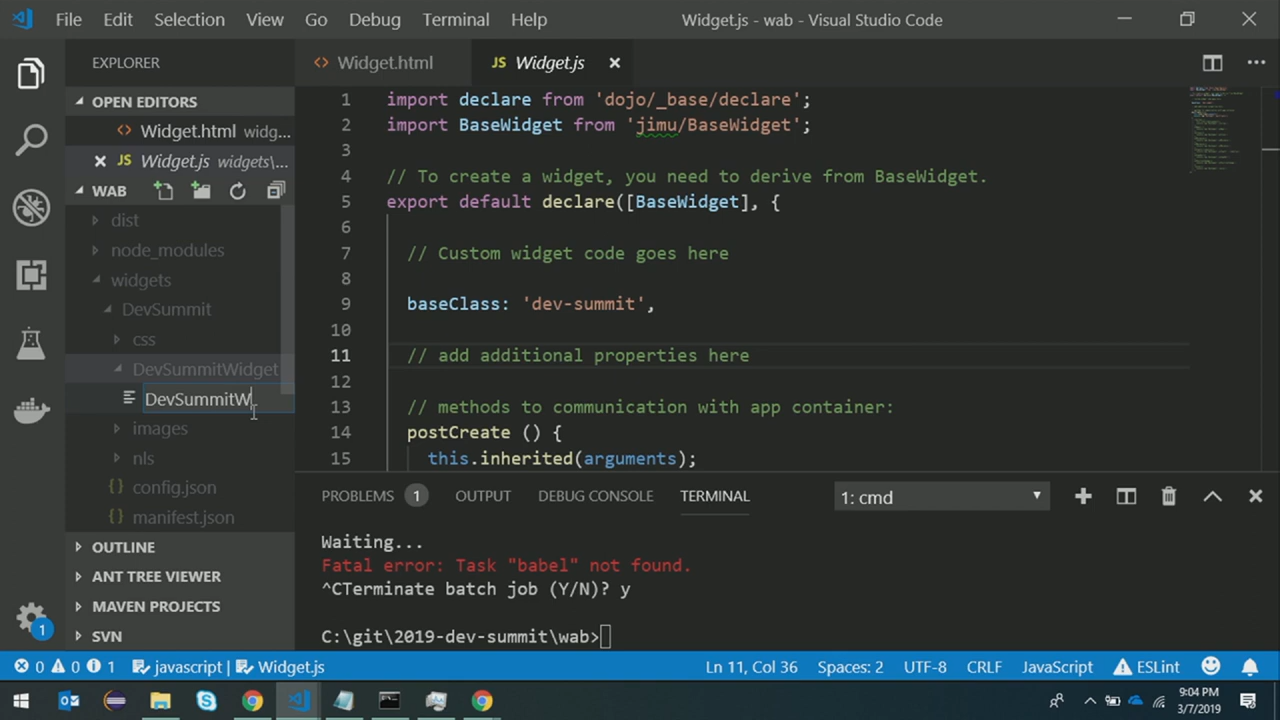 File Edit Selection View Go Debug Terminal Help Widget.js - wab - Visual Studio Code
EXPLORER
OPEN EDITORS
Widget.html widg...
Widget.js widgets\...
WAB
dist
node_modules
widgets
DevSummit
css
DevSummitWidget
DevSummitW
images
nls
config.json
manifest.json
OUTLINE
ANT TREE VIEWER
MAVEN PROJECTS
SVN
Widget.html JS Widget.js
1 import declare from 'dojo/_base/declare';
2 import BaseWidget from 'jimu/BaseWidget';
3
4 // To create a widget, you need to derive from BaseWidget.
5 export default declare([BaseWidget], {
6
7 // Custom widget code goes here
8
9 baseClass: 'dev-summit',
10
11 // add additional properties here
12
13 // methods to communication with app container:
14 postCreate () {
15 this.inherited(arguments);
PROBLEMS 1 OUTPUT DEBUG CONSOLE TERMINAL 1: cmd
Waiting...
Fatal error: Task "babel" not found.
^CTerminate batch job (Y/N)? y
C:\git\2019-dev-summit\wab>
1
0 0 1 javascript | Widget.js Ln 11, Col 36 Spaces: 2 UTF-8 CRLF JavaScript ESLint
9:04 PM
3/7/2019